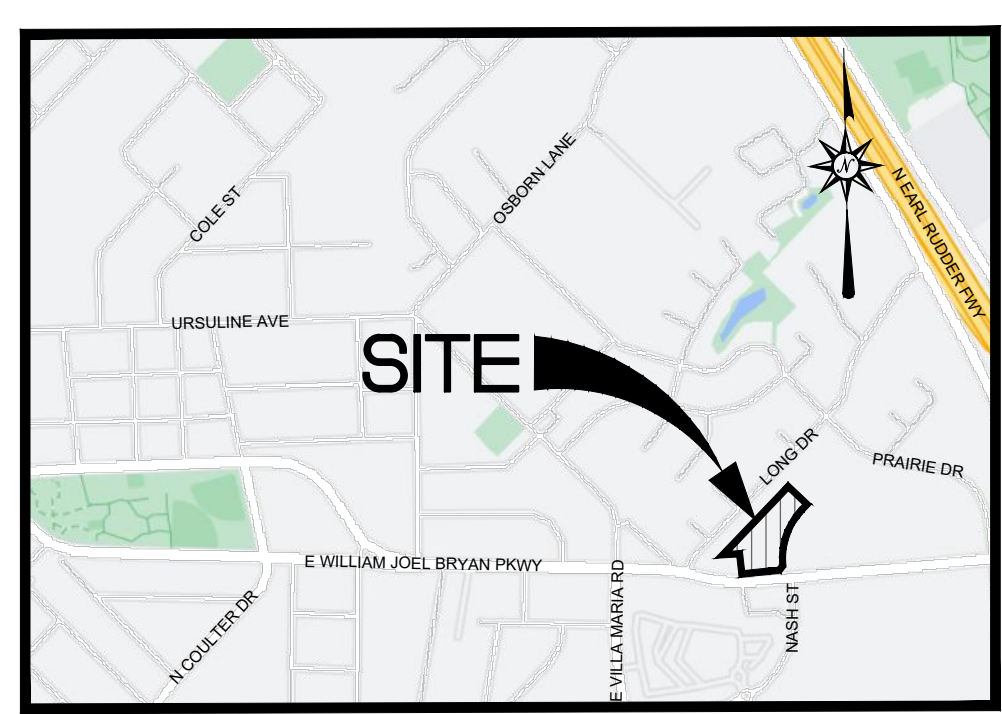 N
N EARL RUDDER FWY
OSBORN LANE
COLE ST
URSULINE AVE
SITE
LONG DR
PRAIRIE DR
E WILLIAM JOEL BRYAN PKWY
N COULTER DR
E VILLA MARIA RD
NASH ST